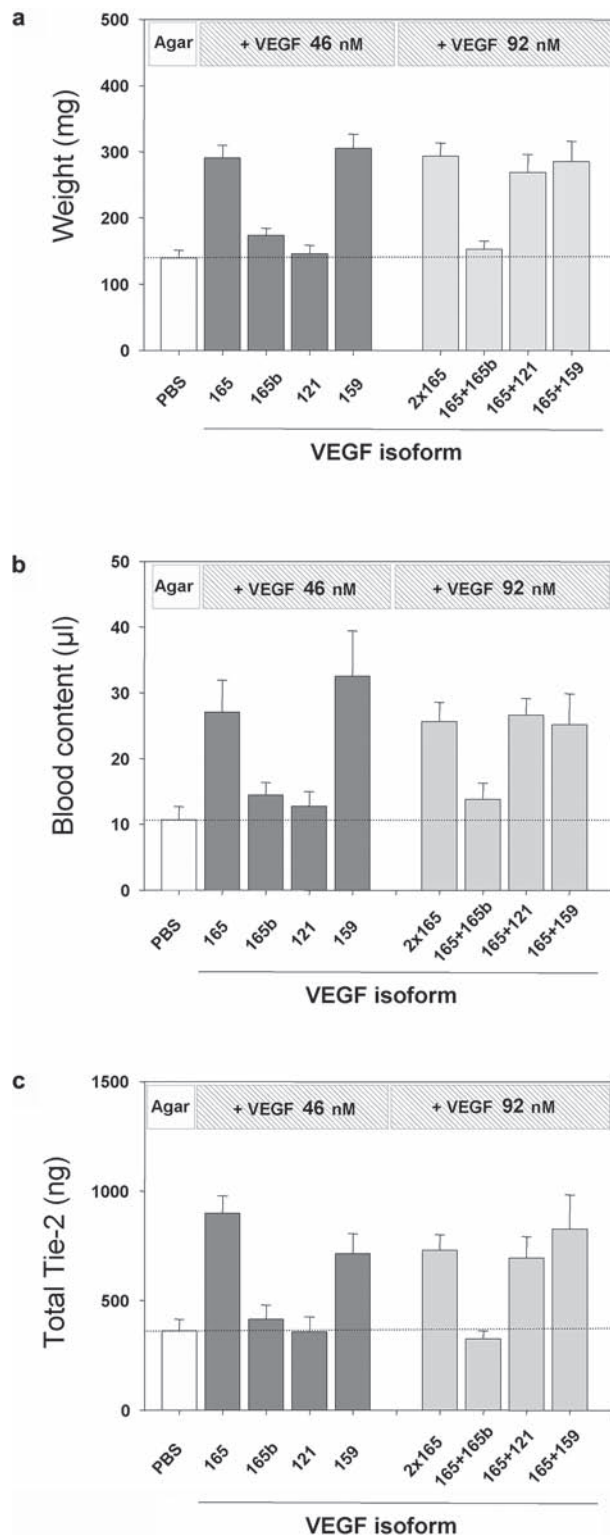 a
500
Agar
+ VEGF 46 nM
+ VEGF 92 nM
400
300
200
100
0
Weight (mg)
PBS
165
165b
121
159
2x165
165+165b
165+121
165+159
VEGF isoform
b
50
Agar
+ VEGF 46 nM
+ VEGF 92 nM
40
30
20
10
0
Blood content (µl)
PBS
165
165b
121
159
2x165
165+165b
165+121
165+159
VEGF isoform
c
1500
Agar
+ VEGF 46 nM
+ VEGF 92 nM
1000
500
0
Total Tie-2 (ng)
PBS
165
165b
121
159
2x165
165+165b
165+121
165+159
VEGF isoform